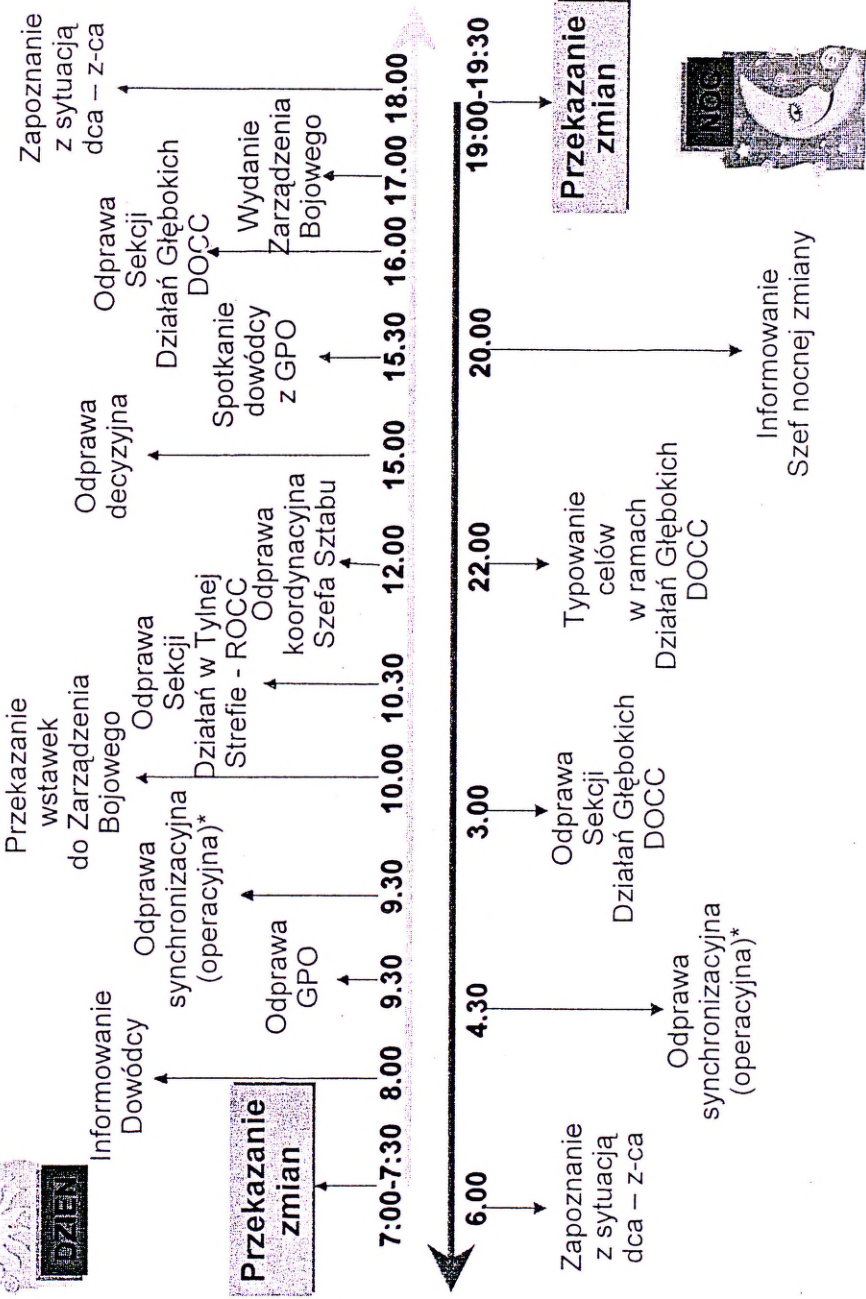 DZIEŃ
Przekazanie
zmian
7:00-7:30
Informowanie
Dowódcy
8.00
Odprawa
GPO
9.30
Odprawa
synchronizacyjna
(operacyjna)*
9.30
Przekazanie
wstawek
do Zarządzenia
Bojowego
10.00
Odprawa
Sekcji
Działań w Tylnej
Strefie - ROCC
10.30
Odprawa
koordynacyjna
Szefa Sztabu
12.00
Odprawa
decyzyjna
15.00
Spotkanie
dowódcy
z GPO
15.30
Odprawa
Sekcji
Działań Głębokich
DOCC
16.00
Wydanie
Zarządzenia
Bojowego
17.00
Zapoznanie
z sytuacją
dca – z-ca
18.00
6.00
Zapoznanie
z sytuacją
dca – z-ca
4.30
Odprawa
synchronizacyjna
(operacyjna)*
3.00
Odprawa
Sekcji
Działań Głębokich
DOCC
22.00
Typowanie
celów
w ramach
Działań Głębokich
DOCC
20.00
Informowanie
Szef nocnej zmiany
19:00-19:30
Przekazanie
zmian
NOC